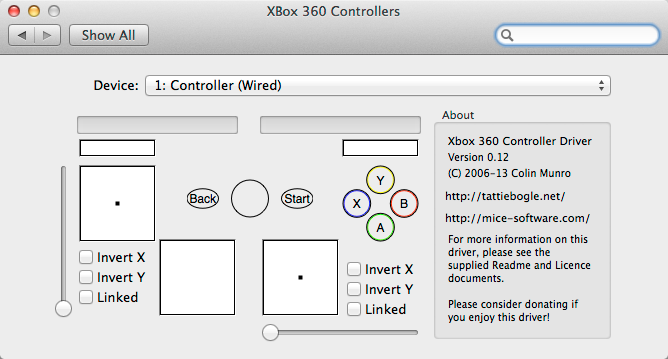 XBox 360 Controllers
Show All
Device: 1: Controller (Wired)
About
Xbox 360 Controller Driver
Version 0.12
(C) 2006-13 Colin Munro
http://tattiebogle.net/
http://mice-software.com/
For more information on this
driver, please see the
supplied Readme and Licence
documents.
Please consider donating if
you enjoy this driver!
Back
Start
Y
X
B
A
Invert X
Invert Y
Linked
Invert X
Invert Y
Linked